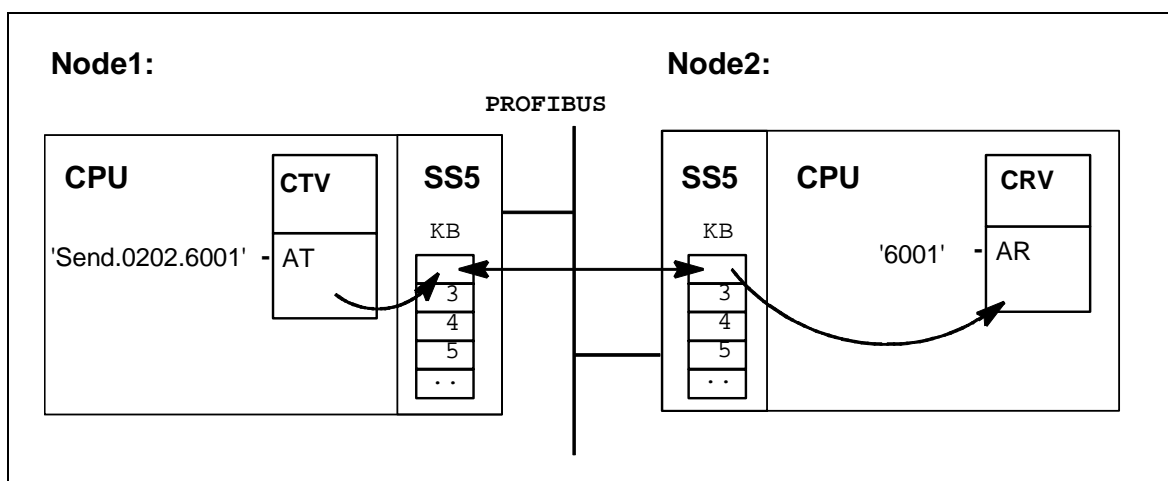 Node1:
Node2:
PROFIBUS
CPU
CTV
SS5
SS5
CPU
CRV
KB
KB
'Send.0202.6001' - AT
'6001' - AR
3
3
4
4
5
5
..
..